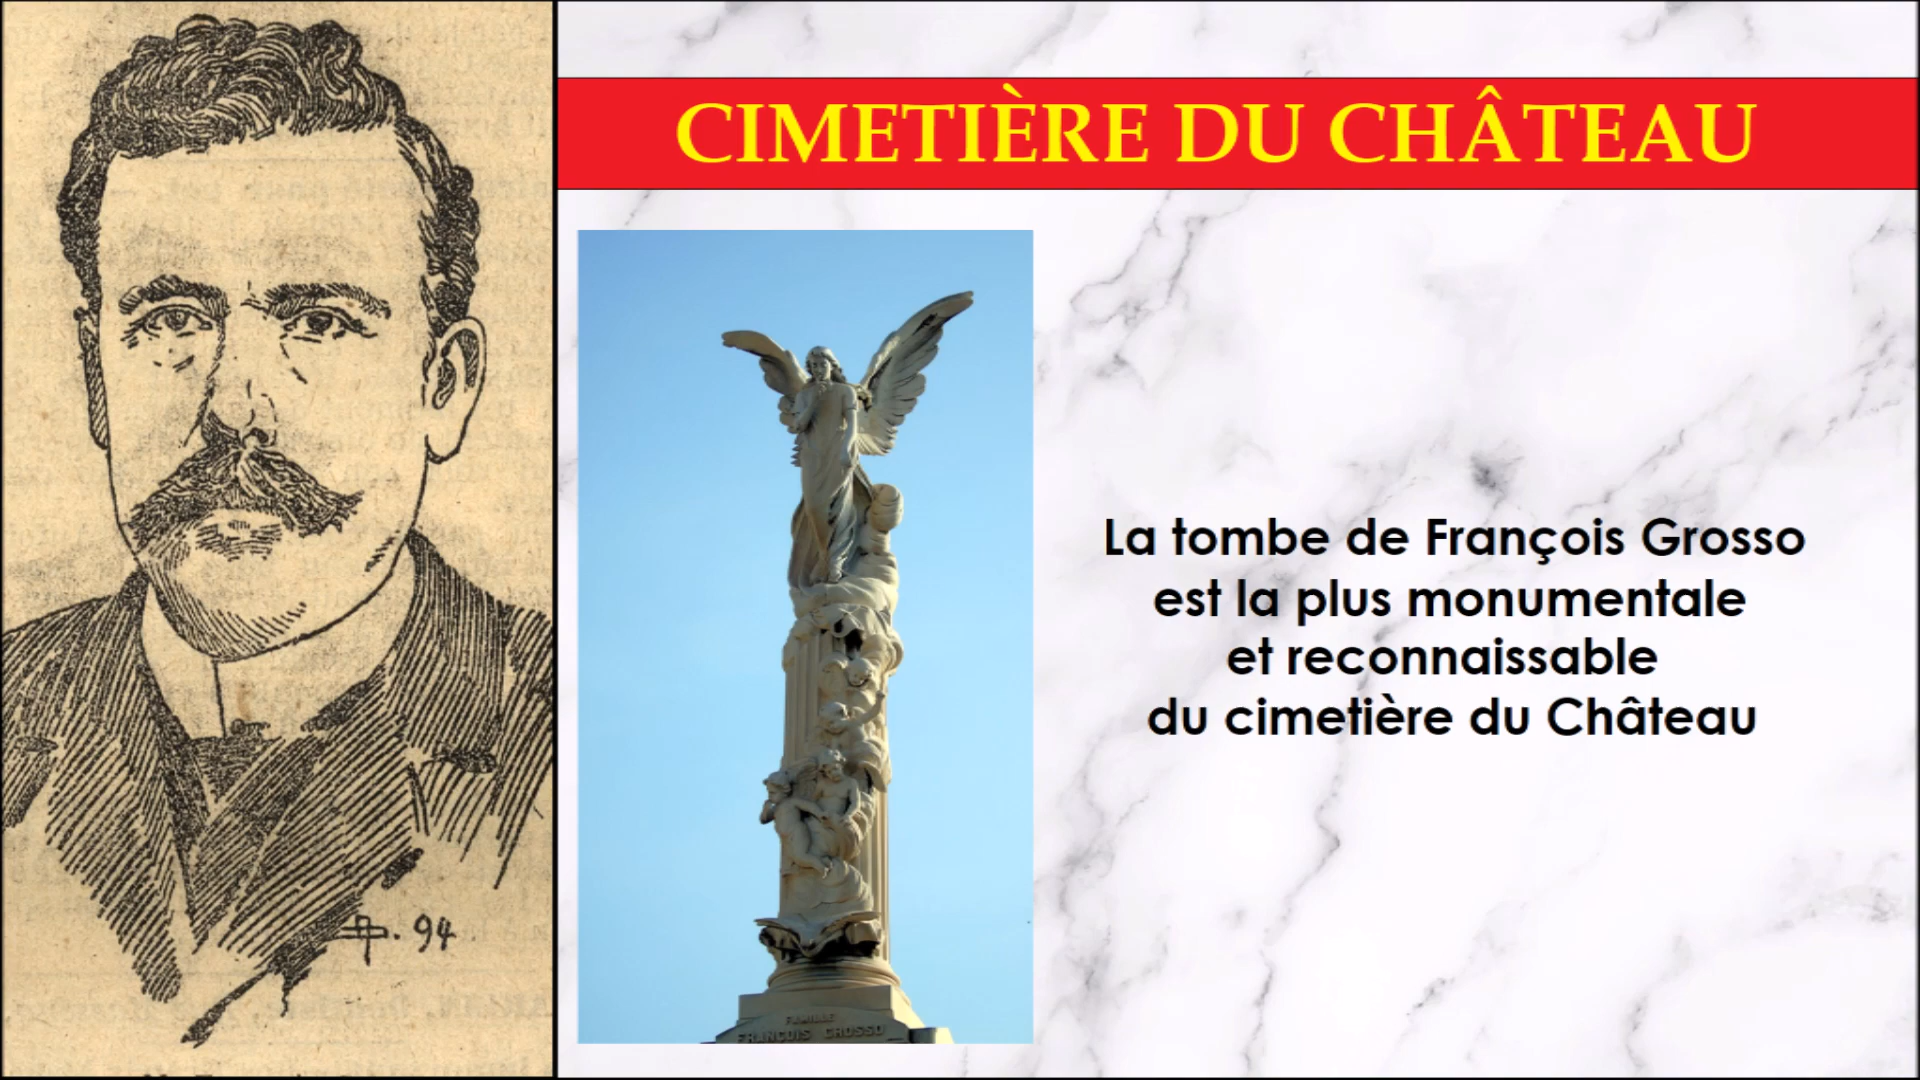 CIMETIÈRE DU CHÂTEAU
La tombe de François Grosso
est la plus monumentale
et reconnaissable
du cimetière du Château
FAMILLE
FRANCOIS GROSSO
94